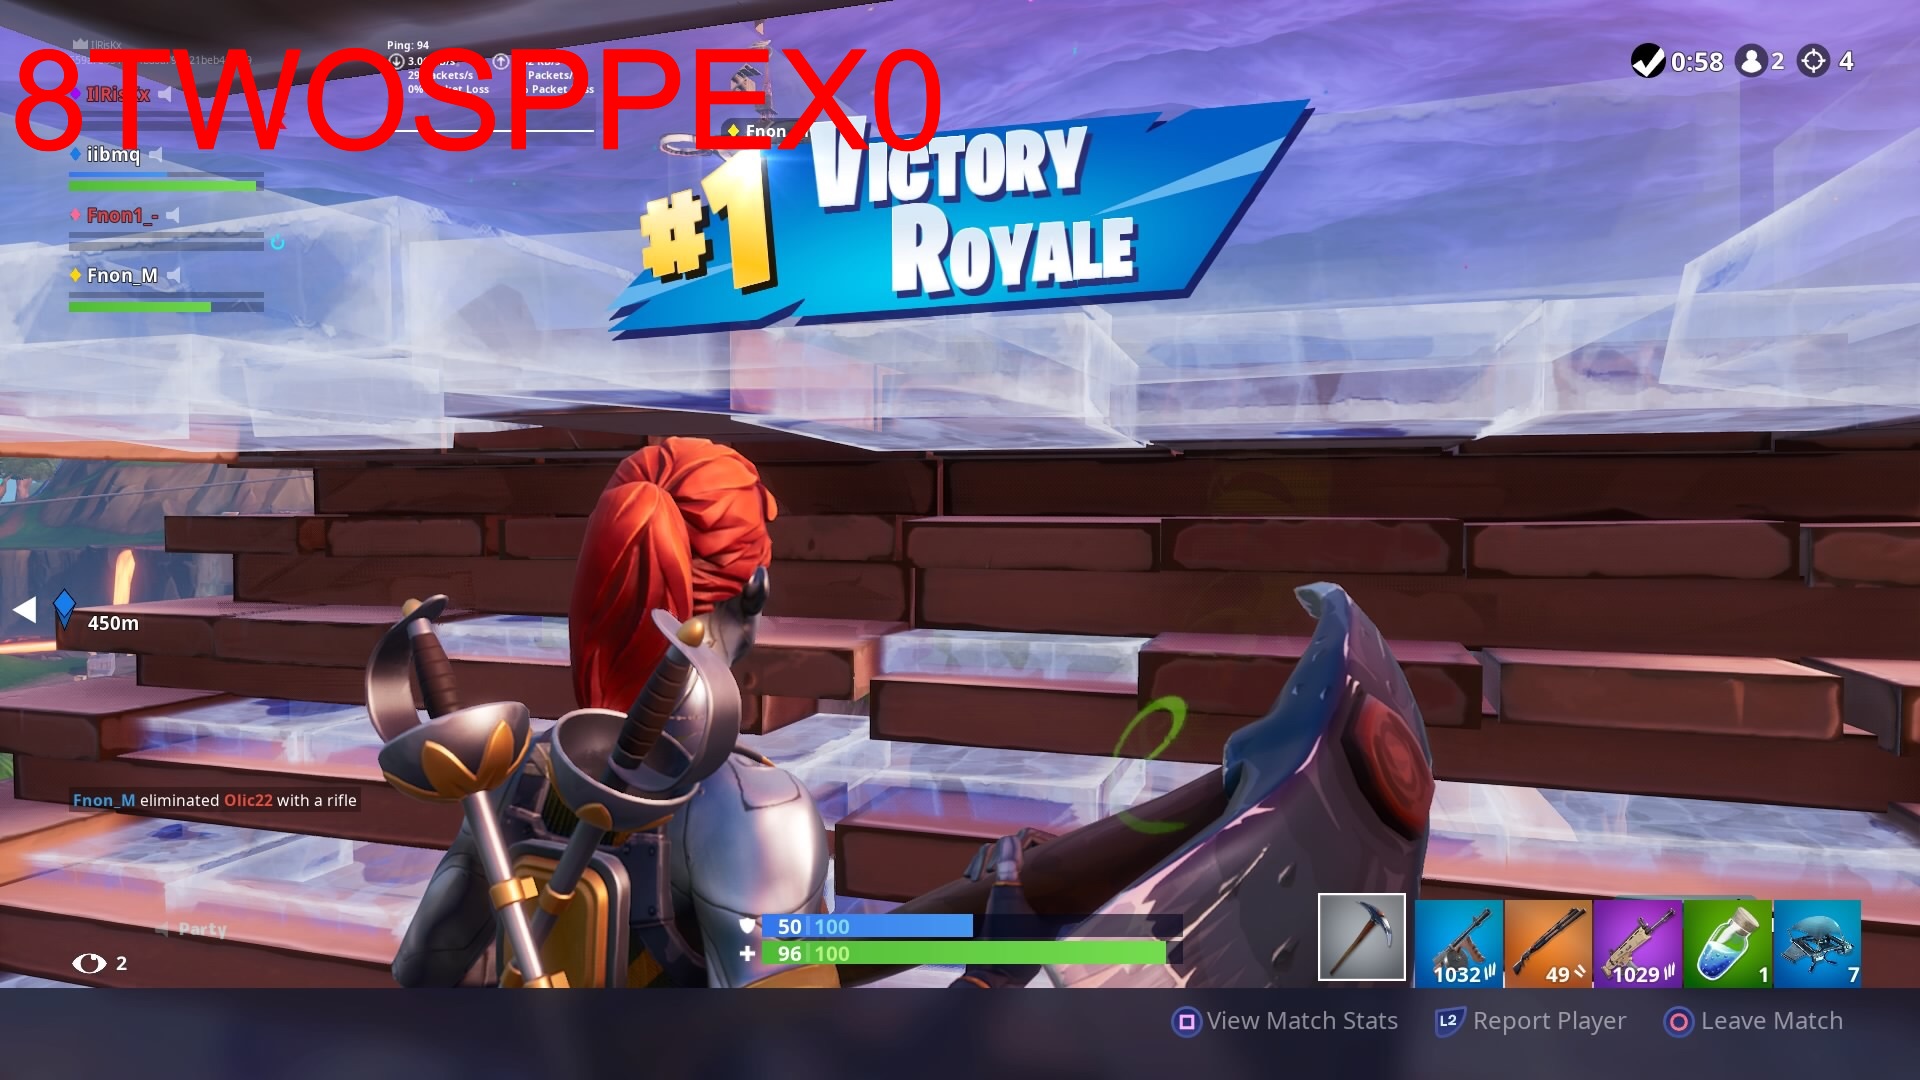 8TWOSPPEX0
IlRisKx
Ping: 94
0:58
2
4
IlRisKx
Fnon
iibmq
#1 VICTORY
ROYALE
Fnon1_-
Fnon_M
450m
Fnon_M eliminated Olic22 with a rifle
Party
50 100
96 100
2
1032
49
1029
1
7
View Match Stats
L2 Report Player
Leave Match